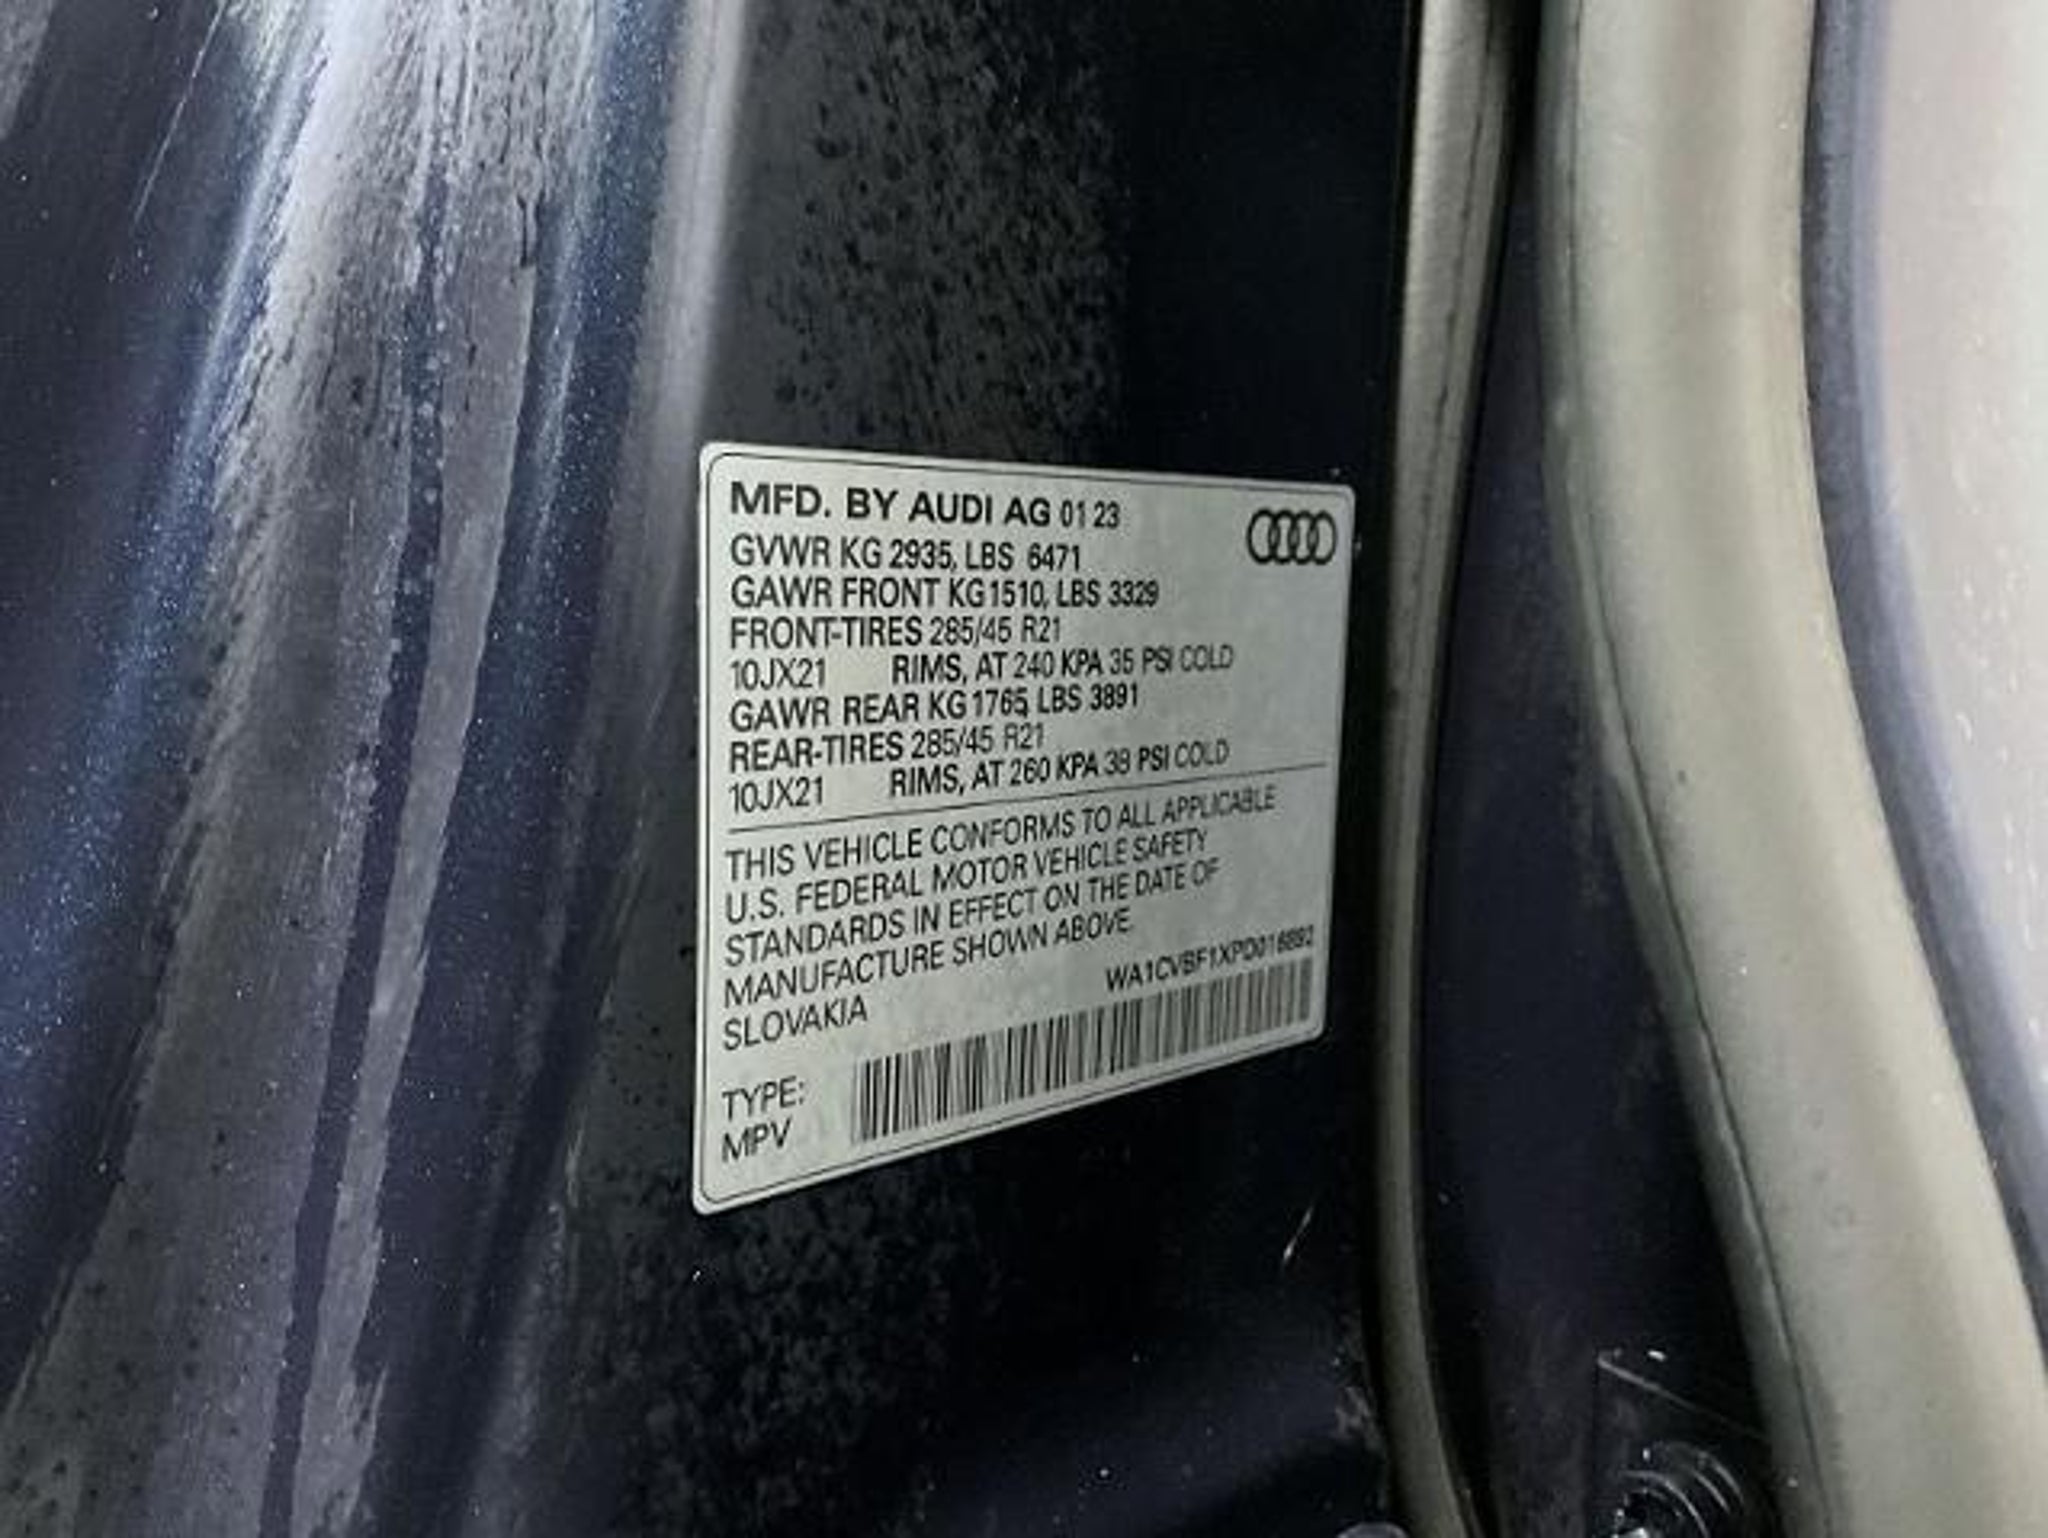 MFD. BY AUDI AG 01 23
GVWR KG 2935, LBS 6471
GAWR FRONT KG 1510, LBS 3329
FRONT-TIRES 285/45 R21
10JX21 RIMS, AT 240 KPA 35 PSI COLD
GAWR REAR KG 1765, LBS 3891
REAR-TIRES 285/45 R21
10JX21 RIMS, AT 260 KPA 38 PSI COLD
THIS VEHICLE CONFORMS TO ALL APPLICABLE
U.S. FEDERAL MOTOR VEHICLE SAFETY
STANDARDS IN EFFECT ON THE DATE OF
MANUFACTURE SHOWN ABOVE.
SLOVAKIA
TYPE:
MPV